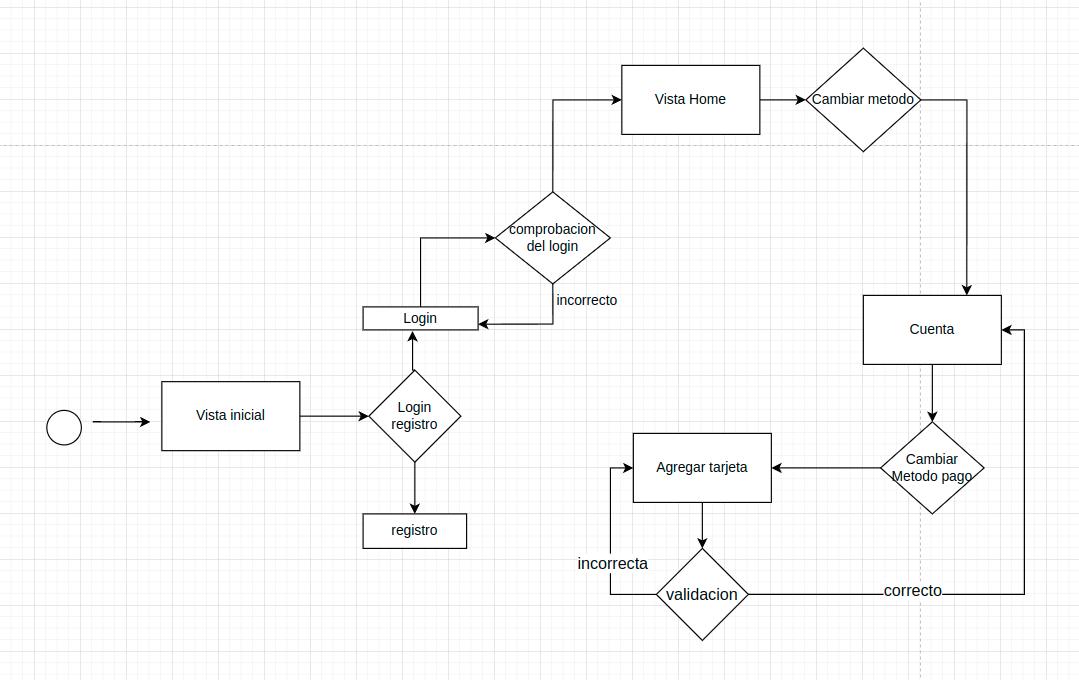 Vista Home
Cambiar metodo
comprobacion
del login
incorrecto
Login
Cuenta
Vista inicial
Login
registro
Cambiar
Metodo pago
Agregar tarjeta
registro
incorrecta
validacion
correcto